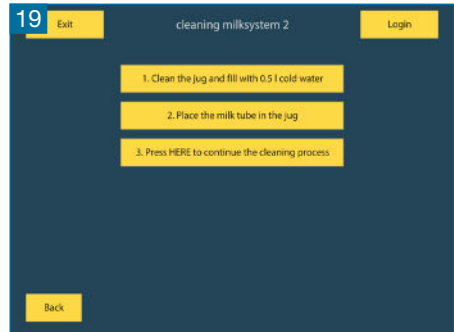 19
Exit
cleaning milksystem 2
Login
1. Clean the jug and fill with 0.5 l cold water
2. Place the milk tube in the jug
3. Press HERE to continue the cleaning process
Back